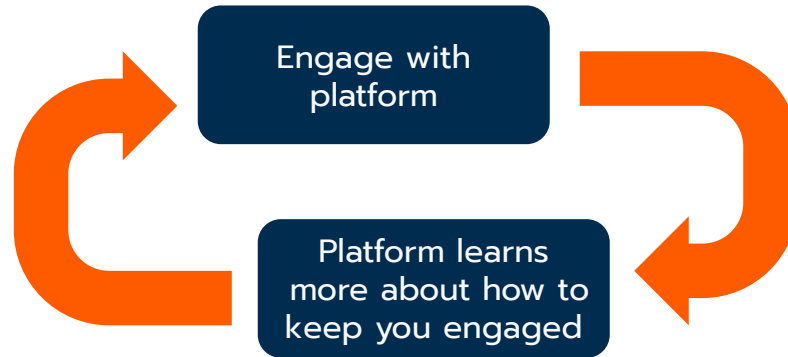 Engage with
platform
Platform learns
more about how to
keep you engaged